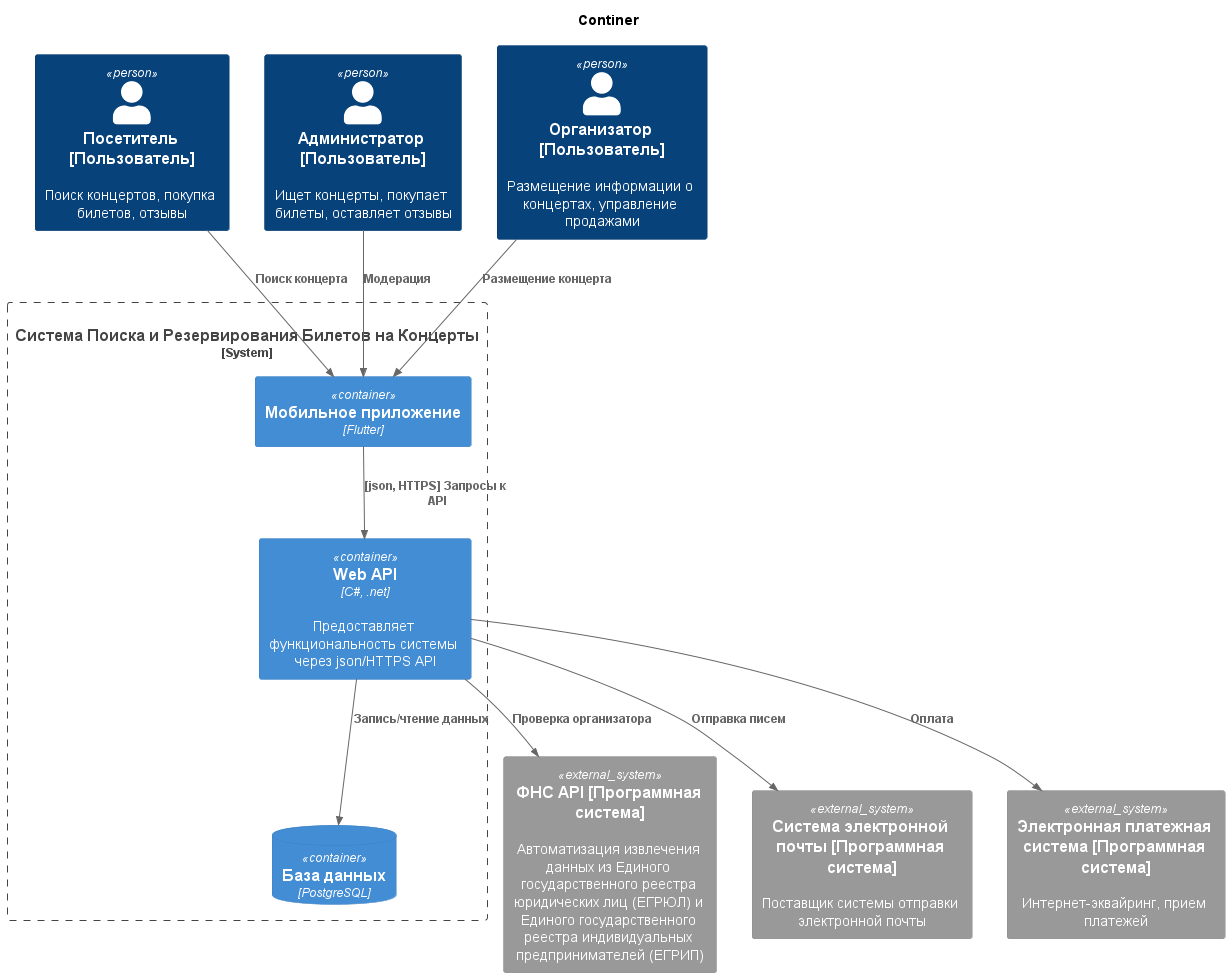 Continer
«person»
Посетитель
[Пользователь]
Поиск концертов, покупка
билетов, отзывы
«person»
Администратор
[Пользователь]
Ищет концерты, покупает
билеты, оставляет отзывы
«person»
Организатор
[Пользователь]
Размещение информации о
концертах, управление
продажами
Поиск концерта
Модерация
Размещение концерта
Система Поиска и Резервирования Билетов на Концерты
[System]
«container»
Мобильное приложение
[Flutter]
[json, HTTPS] Запросы к
API
«container»
Web API
[C#, .net]
Предоставляет
функциональность системы
через json/HTTPS API
Запись/чтение данных
Проверка организатора
Отправка писем
Оплата
«container»
База данных
[PostgreSQL]
«external_system»
ФНС API [Программная
система]
Автоматизация извлечения
данных из Единого
государственного реестра
юридических лиц (ЕГРЮЛ) и
Единого государственного
реестра индивидуальных
предпринимателей (ЕГРИП)
«external_system»
Система электронной
почты [Программная
система]
Поставщик системы отправки
электронной почты
«external_system»
Электронная платежная
система [Программная
система]
Интернет-эквайринг, прием
платежей